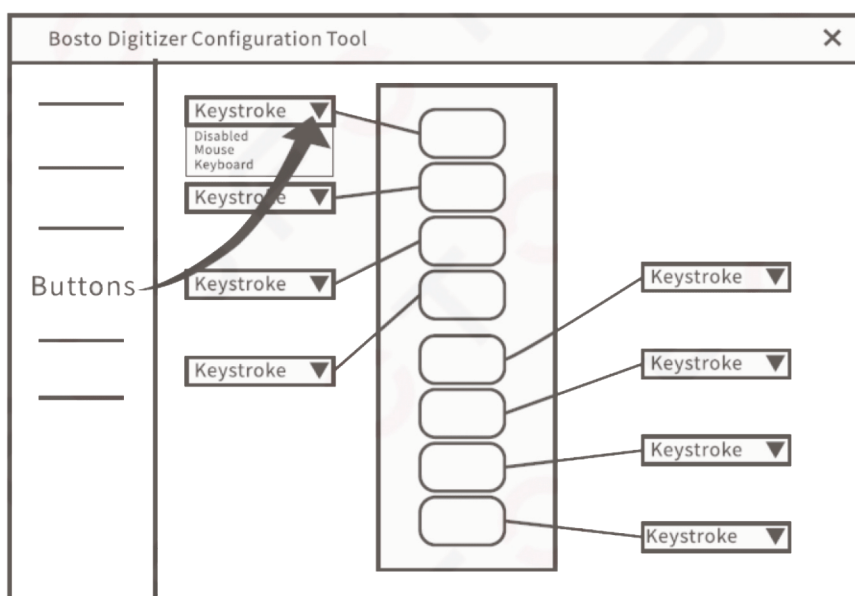 Bosto Digitizer Configuration Tool
Keystroke
Disabled
Mouse
Keyboard
Keystroke
Buttons
Keystroke
Keystroke
Keystroke
Keystroke
Keystroke
Keystroke